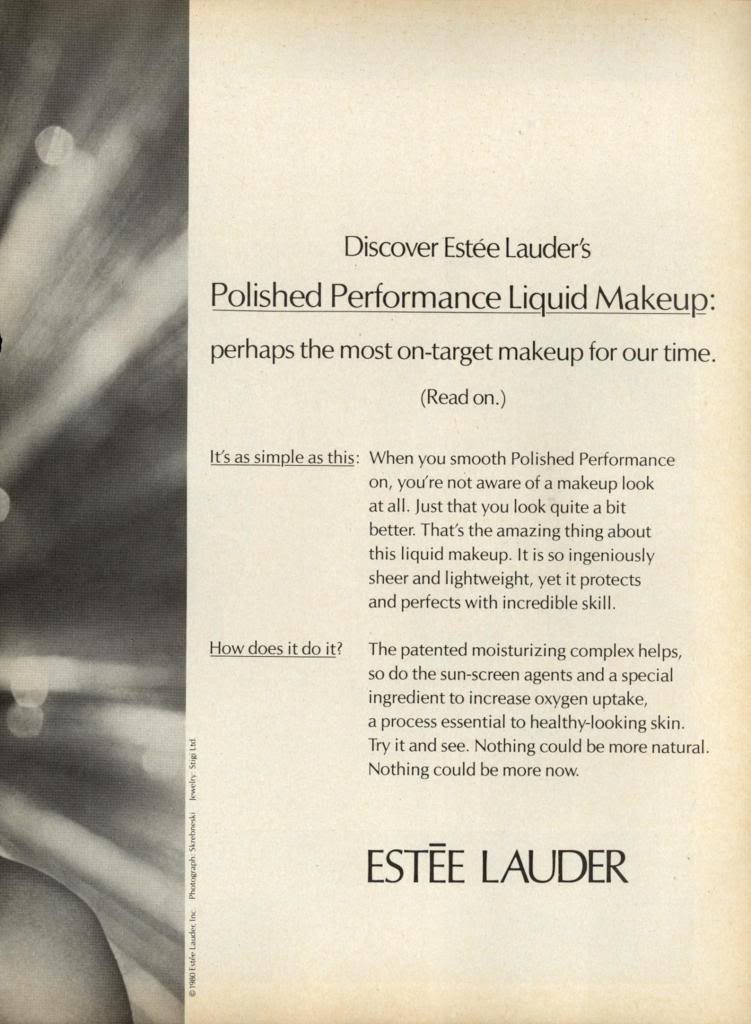 Discover Estée Lauder's
Polished Performance Liquid Makeup:
perhaps the most on-target makeup for our time.
(Read on.)
It's as simple as this: When you smooth Polished Performance
on, you're not aware of a makeup look
at all. Just that you look quite a bit
better. That's the amazing thing about
this liquid makeup. It is so ingeniously
sheer and lightweight, yet it protects
and perfects with incredible skill.
How does it do it? The patented moisturizing complex helps,
so do the sun-screen agents and a special
ingredient to increase oxygen uptake,
a process essential to healthy-looking skin.
Try it and see. Nothing could be more natural.
Nothing could be more now.
ESTĒE LAUDER
© 1980 Estée Lauder, Inc. Photograph: Skrebneski Jewelry: Strigi Ltd.